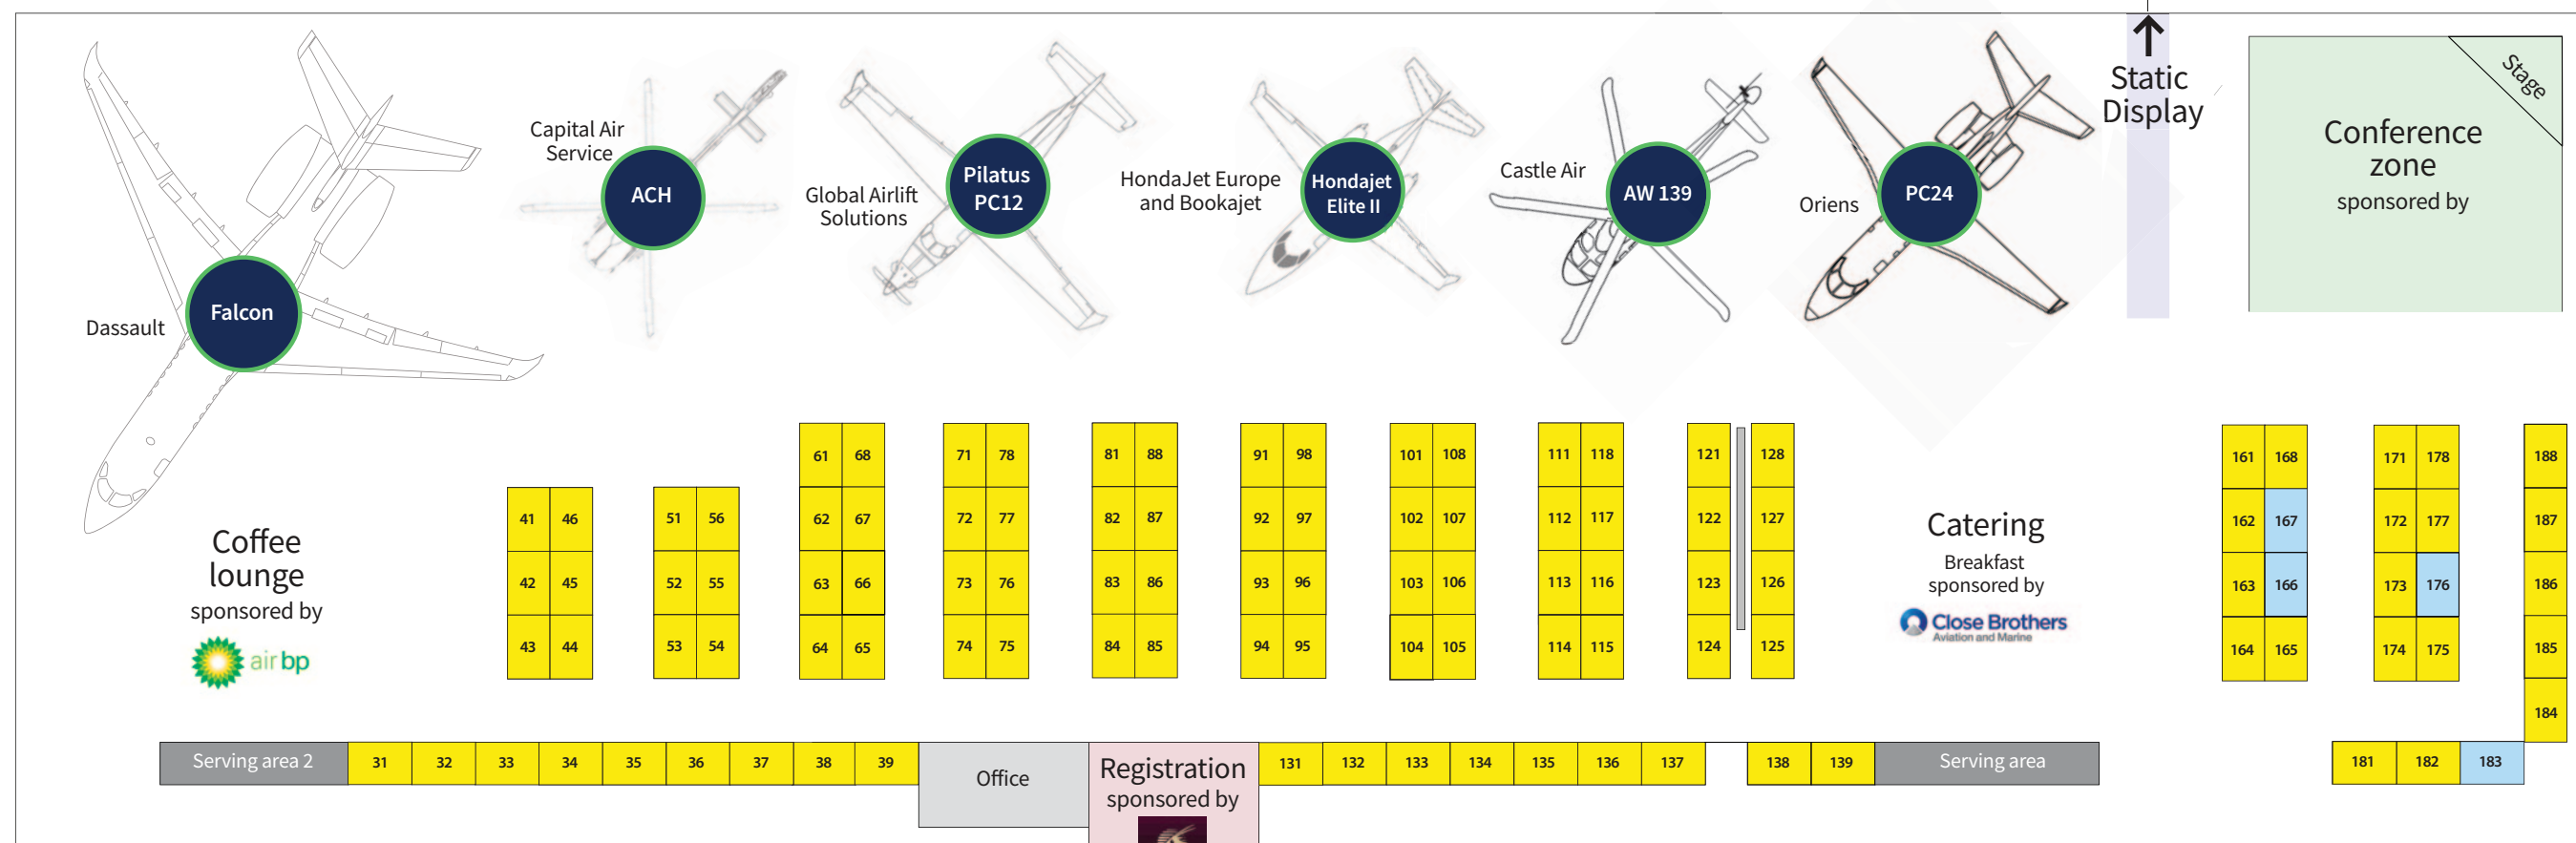 Static
Display
Stage
Conference
zone
sponsored by
Capital Air
Service
ACH
Global Airlift
Solutions
Pilatus
PC12
HondaJet Europe
and Bookajet
Hondajet
Elite II
Castle Air
AW 139
Oriens
PC24
Dassault
Falcon
61 68 71 78 81 88 91 98 101 108 111 118 121 128 161 168 171 178 188
41 46 51 56 62 67 72 77 82 87 92 97 102 107 112 117 122 127 162 167 172 177 187
42 45 52 55 63 66 73 76 83 86 93 96 103 106 113 116 123 126 163 166 173 176 186
43 44 53 54 64 65 74 75 84 85 94 95 104 105 114 115 124 125 164 165 174 175 185
184
Coffee
lounge
sponsored by
air bp
Catering
Breakfast
sponsored by
Close Brothers
Aviation and Marine
Serving area 2 31 32 33 34 35 36 37 38 39
Office
Registration
sponsored by
131 132 133 134 135 136 137 138 139 Serving area
181 182 183